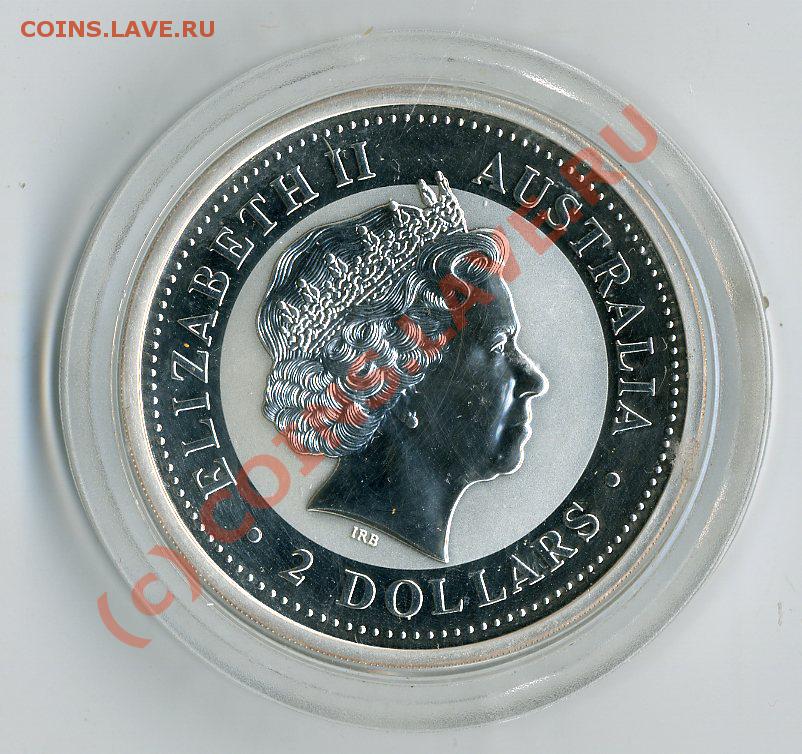 COINS.LAVE.RU
ELIZABETH II AUSTRALIA
• 2 DOLLARS •
IRB
(c) COINS.LAVE.RU